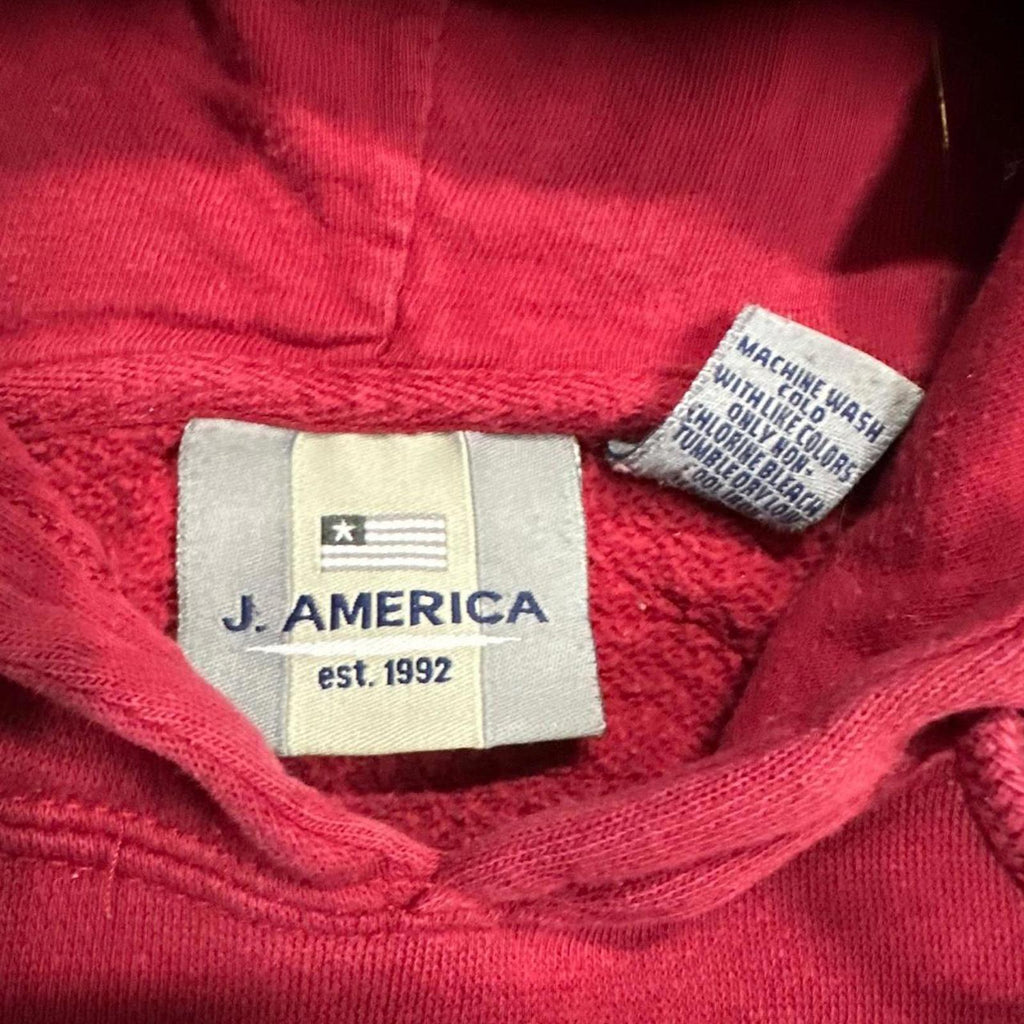 J. AMERICA
est. 1992
MACHINE WASH
COLD
WITH LIKE COLORS
ONLY NON-
CHLORINE BLEACH
TUMBLE DRY LOW